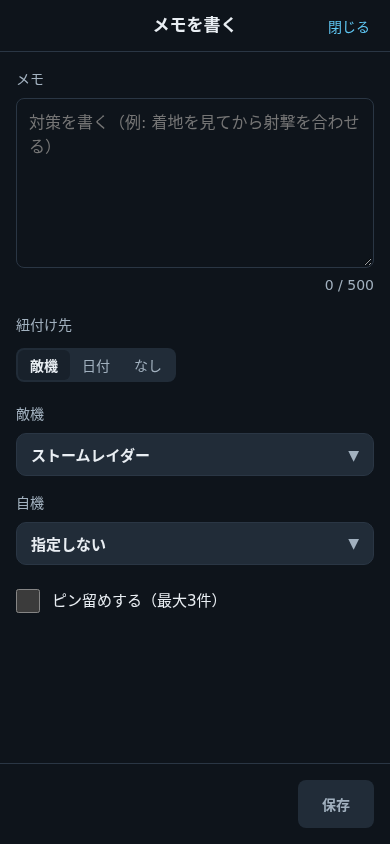 メモを書く
閉じる
メモ
対策を書く（例: 着地を見てから射撃を合わせ
る）
0 / 500
紐付け先
敵機 日付 なし
敵機
ストームレイダー ▼
自機
指定しない ▼
ピン留めする（最大3件）
保存